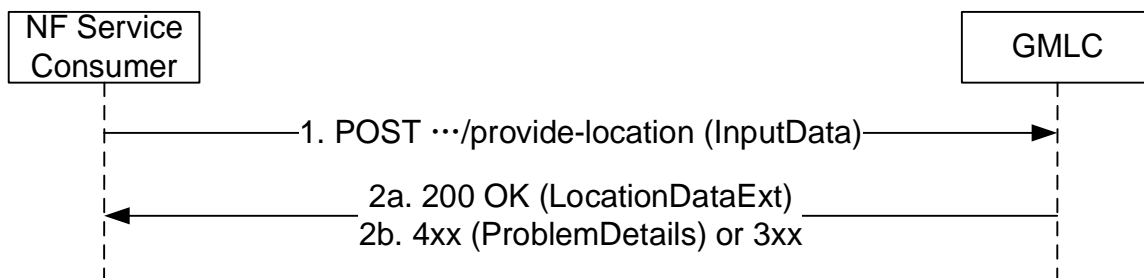 NF Service
Consumer
GMLC
1. POST ···/provide-location (InputData)
2a. 200 OK (LocationDataExt)
2b. 4xx (ProblemDetails) or 3xx